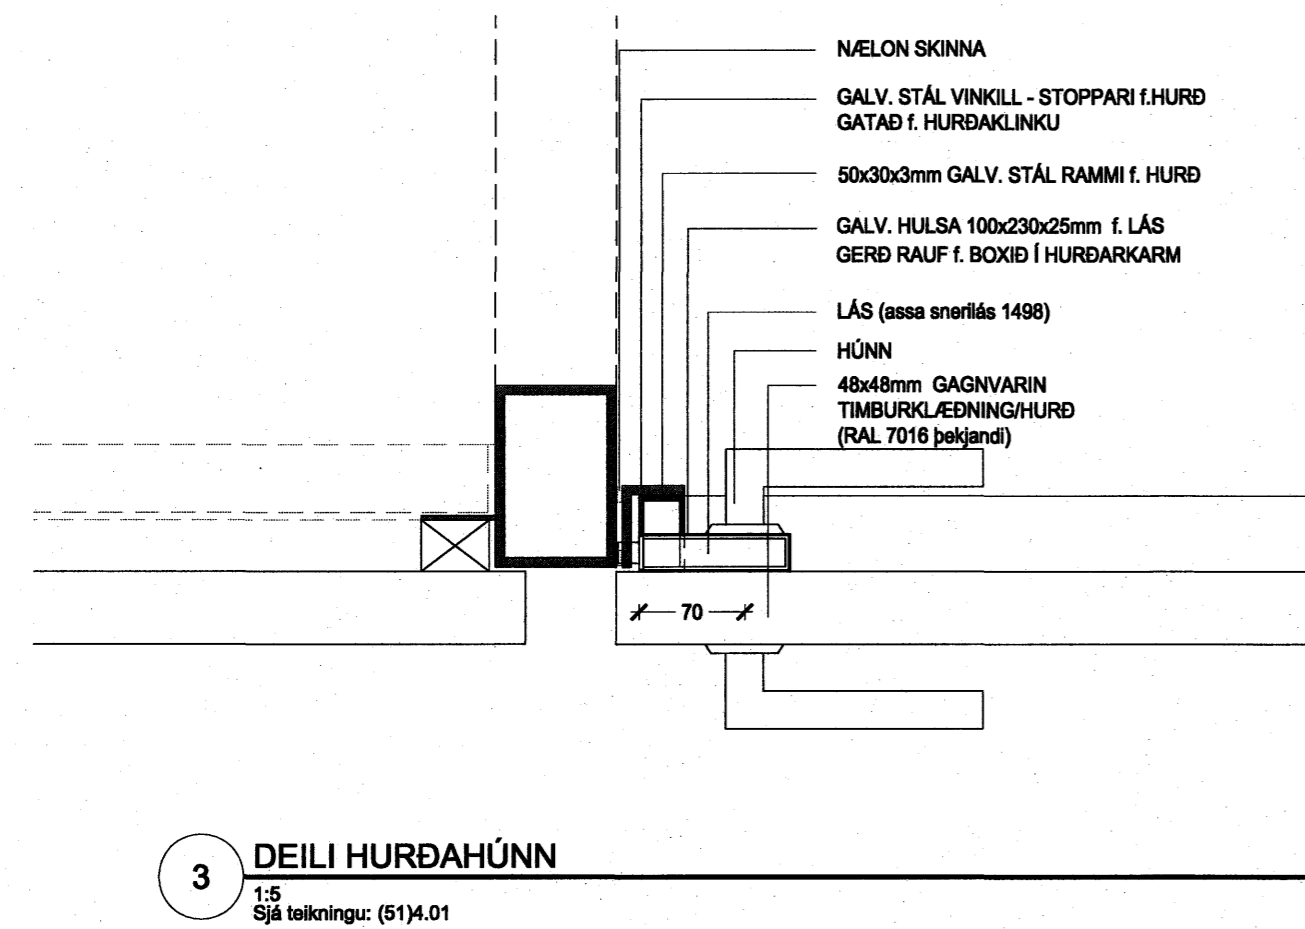 NÆLON SKINNA
GALV. STÁL VINKILL - STOPPARI f.HURÐ
GATAÐ f. HURÐAKLINKU
50x30x3mm GALV. STÁL RAMMI f. HURÐ
GALV. HULSA 100x230x25mm f. LÁS
GERÐ RAUF f. BOXIÐ Í HURÐARKARM
LÁS (assa snerilás 1498)
HÚNN
48x48mm GAGNVARIN
TIMBURKLÆÐNING/HURÐ
(RAL 7016 þekjandi)
70
3
DEILI HURÐAHÚNN
1:5
Sjá teikningu: (51)4.01